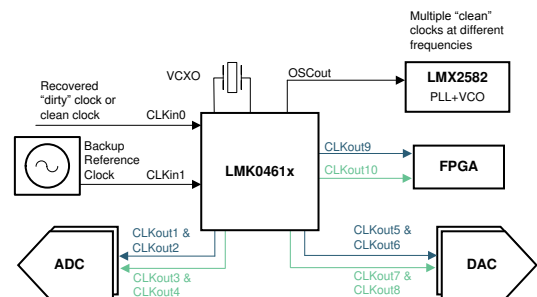 Multiple “clean”
clocks at different
frequencies
VCXO
OSCout
LMX2582
PLL+VCO
Recovered
“dirty” clock or
clean clock
CLKin0
Backup
Reference
Clock
CLKin1
LMK0461x
CLKout9
CLKout10
FPGA
CLKout1 &
CLKout2
ADC
CLKout3 &
CLKout4
CLKout5 &
CLKout6
DAC
CLKout7 &
CLKout8